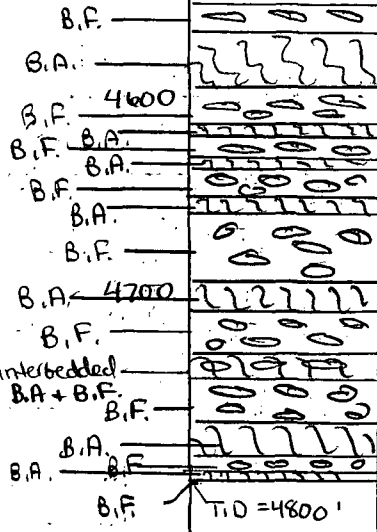 B.F.
B.A.
4600
B.F.
B.A.
B.F.
B.A.
B.F.
B.A.
B.F.
B.A. 4700
B.F.
interbedded
B.A + B.F.
B.F.
B.A.
B.A. B.F.
B.F. T.D = 4800'